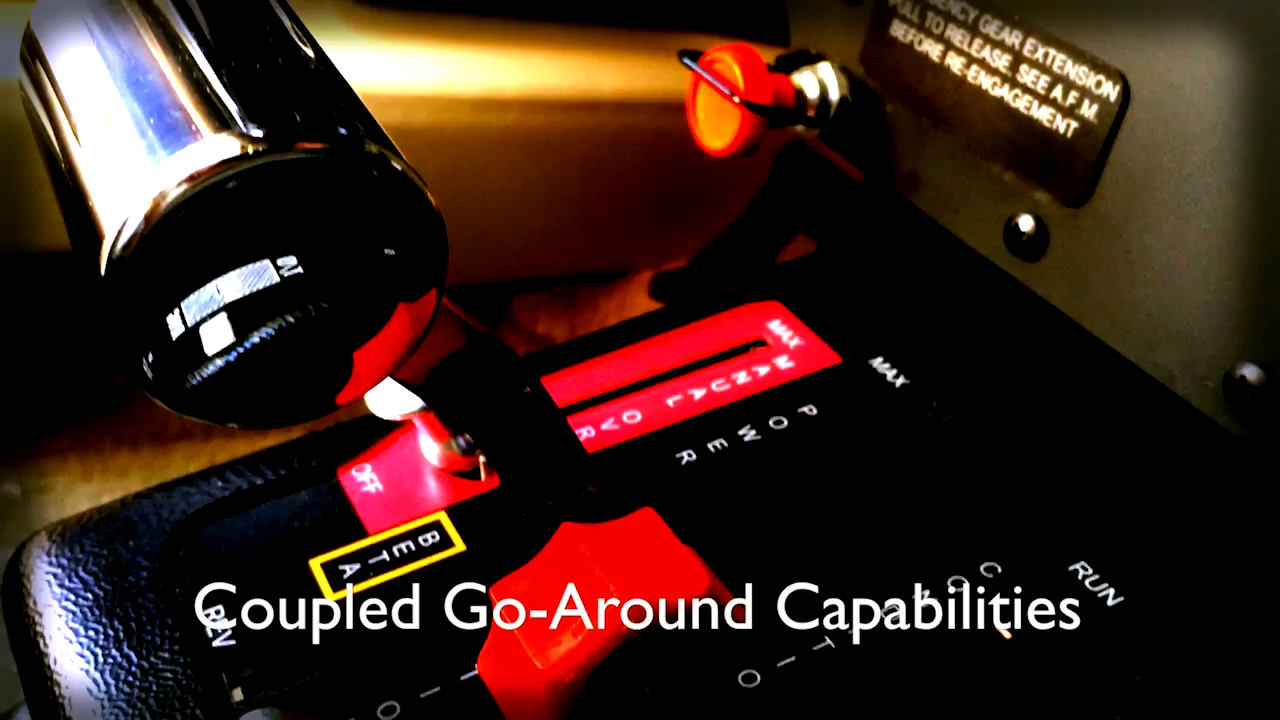 GEAR EXTENSION
PULL TO RELEASE. SEE A.F.M.
BEFORE RE-ENGAGEMENT
MAX
MANUAL OVR
MAX
POWER
OFF
BETA
REV
RUN
Coupled Go-Around Capabilities